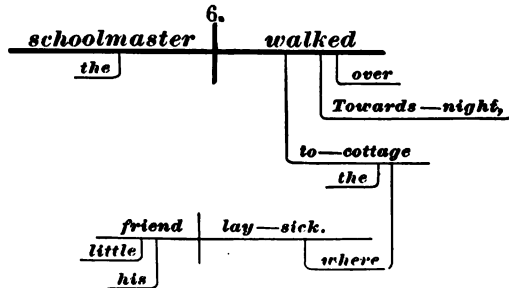 6.
schoolmaster walked
the over
Towards—night,
to—cottage
the
friend lay—sick.
little where
his